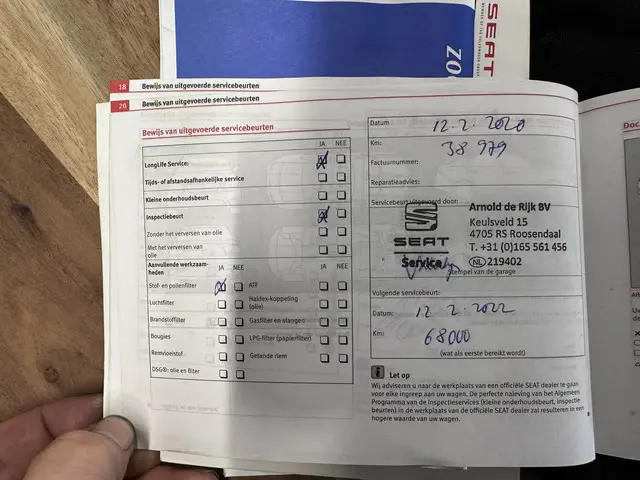 SEAT
18 Bewijs van uitgevoerde servicebeurten
20 Bewijs van uitgevoerde servicebeurten
Bewijs van uitgevoerde servicebeurten
JA NEE
LongLife Service:
Tijds- of afstandsafhankelijke service
Kleine onderhoudsbeurt
Inspectiebeurt
Zonder het verversen van olie
Met het verversen van
olie
Aanvullende werkzaam-
heden
JA NEE
JA NEE
Stof- en pollenfilter
ATF
Luchtfilter
Haldex-koppeling
(olie)
Brandstoffilter
Gasfilter en slangen
Bougies
LPG-filter (papierfilter)
Remvloeistof
Getande riem
DSG®: olie en filter
Datum
12.2.2020
Km:
38 979
Factuurnummer:
Reparatieadvies:
Servicebeurt uitgevoerd door:
SEAT
Service
Arnold de Rijk BV
Keulsveld 15
4705 RS Roosendaal
T. +31 (0)165 561 456
NL 219402
Stempel van de garage
Volgende servicebeurt:
Datum:
12 2.2022
Km:
68000
(wat als eerste bereikt wordt)
i Let op
Wij adviseren u naar de werkplaats van een officiële SEAT dealer te gaan
voor elke ingreep aan uw wagen. De perfecte naleving van het Algemeen
Programma van de Inspectieservices (kleine onderhoudsbeurt, inspectie-
beurten) in de werkplaats van de officiële SEAT dealer zal resulteren in een
hogere waarde van uw wagen.
Doc